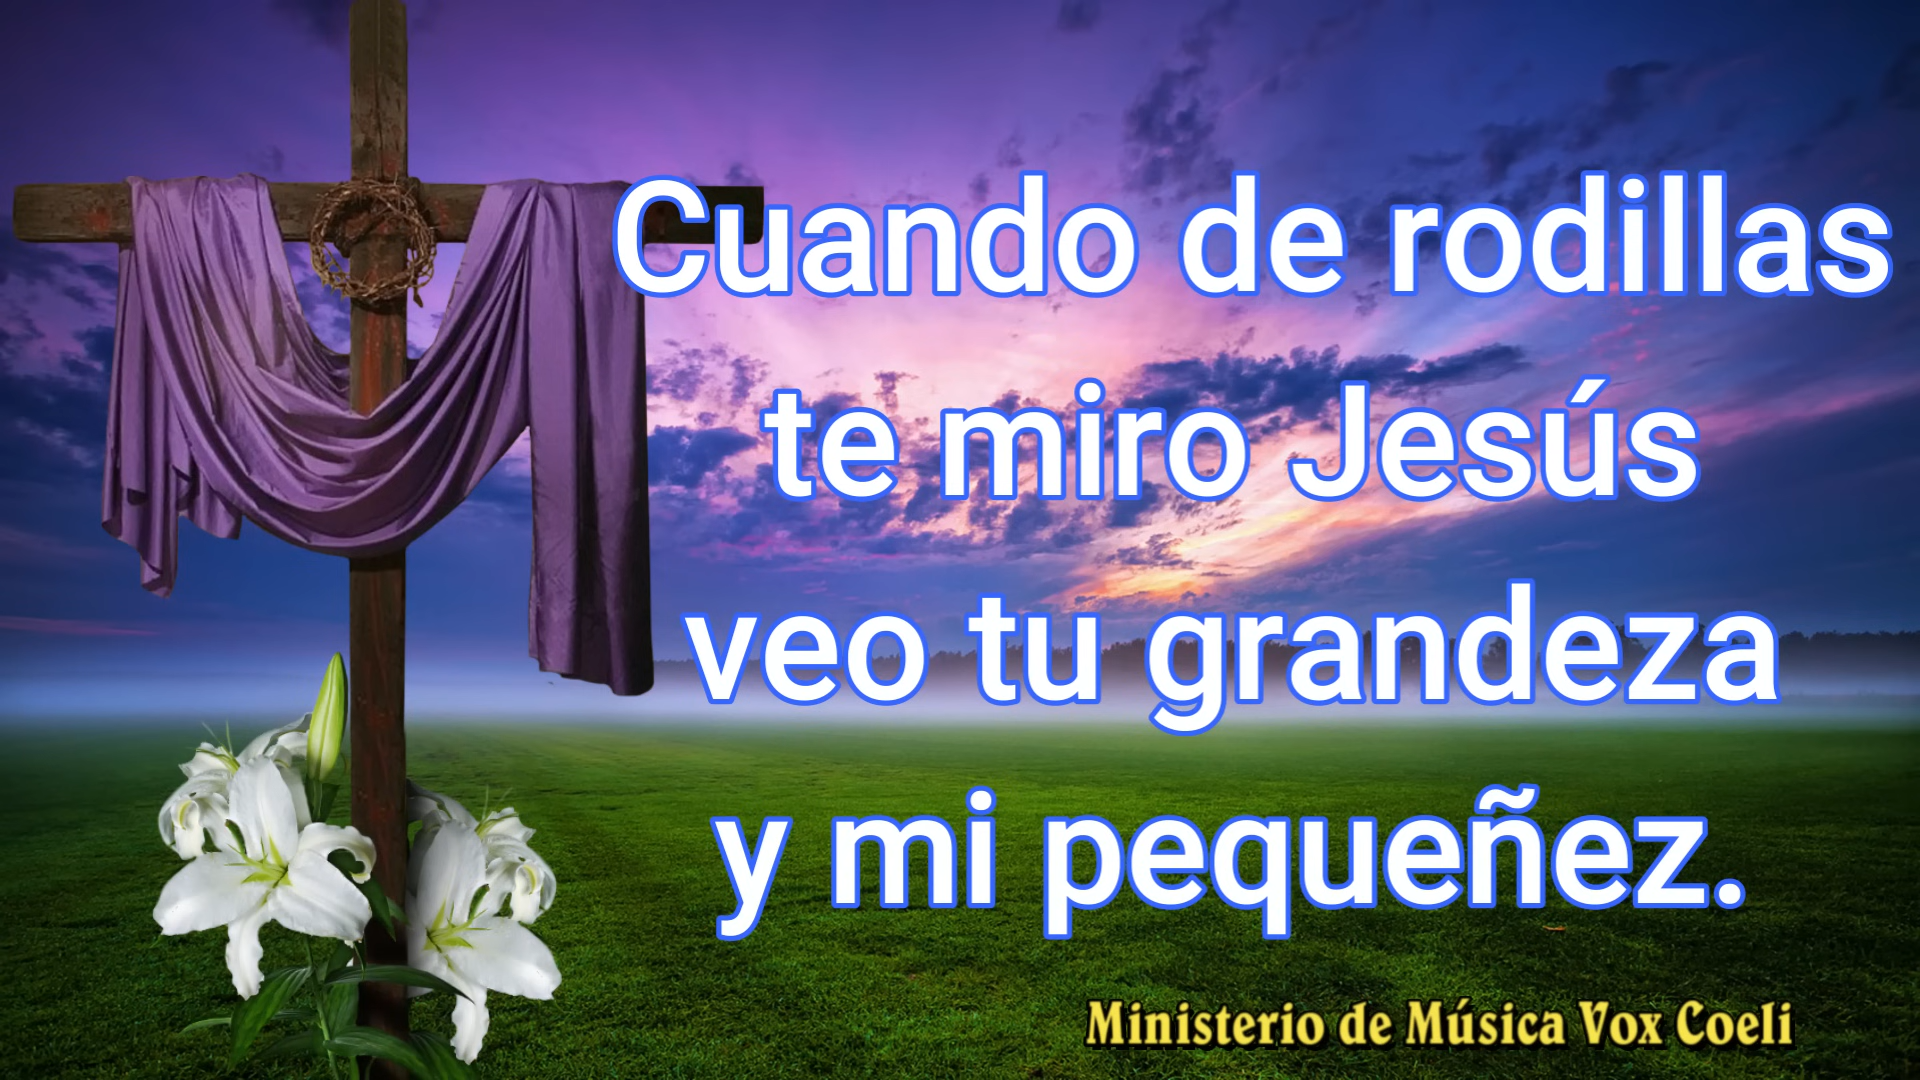 Cuando de rodillas
te miro Jesús
veo tu grandeza
y mi pequeñez.
Ministerio de Música Vox Coeli